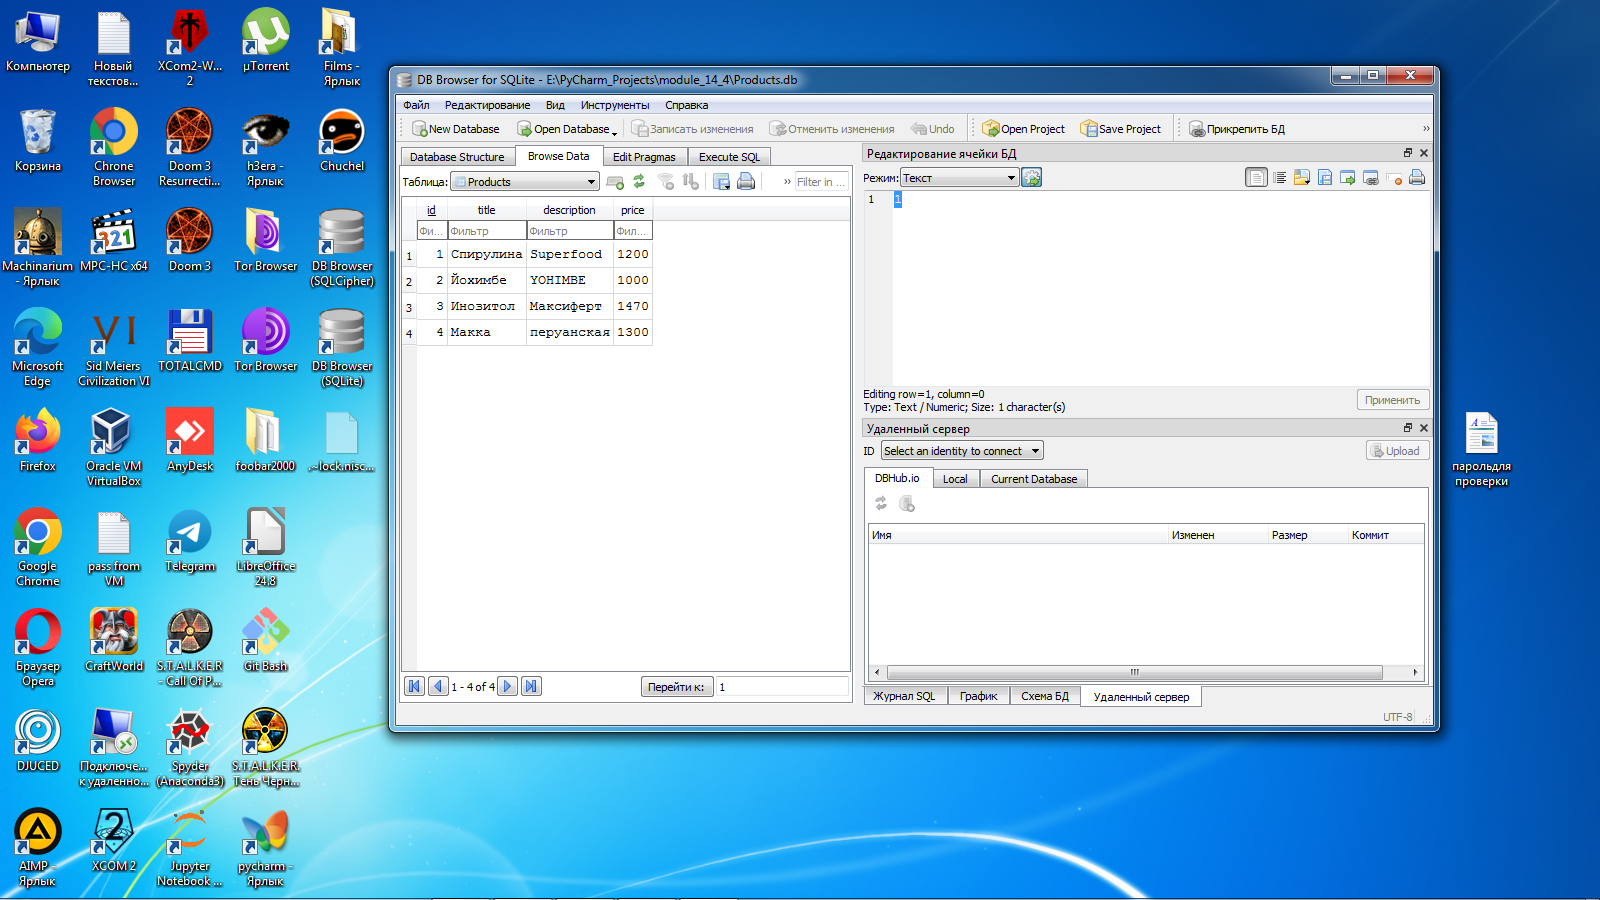 Компьютер
Новый
текстов...
XCom2-W...
2
µTorrent
Films -
Ярлык
Корзина
Chrone
Browser
Doom 3
Resurrecti...
h3era -
Ярлык
Chuchel
Machinarium
- Ярлык
MPC-HC x64
321
Doom 3
Tor Browser
DB Browser
(SQLCipher)
Microsoft
Edge
VI
Sid Meiers
Civilization VI
TOTALCMD
Tor Browser
DB Browser
(SQLite)
Firefox
Oracle VM
VirtualBox
AnyDesk
foobar2000
.~lock.nisc...
Google
Chrome
pass from
VM
Telegram
LibreOffice
24.8
Браузер
Opera
CraftWorld
S.T.A.L.K.E.R
- Call Of P...
Git Bash
DJUCED
Подключе...
к удаленно...
Spyder
(Anaconda3)
S.T.A.L.K.E.R.
Тень Черн...
AIMP -
Ярлык
2
XCOM 2
Jupyter
Notebook ...
pycharm -
Ярлык
DB Browser for SQLite - E:\PyCharm_Projects\module_14_4\Products.db
Файл Редактирование Вид Инструменты Справка
New Database Open Database Записать изменения Отменить изменения Undo Open Project Save Project Прикрепить БД »
Database Structure Browse Data Edit Pragmas Execute SQL
Таблица: Products » Filter in ...
id title description price
Фи... Фильтр Фильтр Фил...
1 1 Спирулина Superfood 1200
2 2 Йохимбе YOHIMBE 1000
3 3 Инозитол Максиферт 1470
4 4 Макка перуанская 1300
1 - 4 of 4 Перейти к: 1
Редактирование ячейки БД
Режим: Текст
1 1
Editing row=1, column=0
Type: Text / Numeric; Size: 1 character(s)
Применить
Удаленный сервер
ID Select an identity to connect Upload
DBHub.io Local Current Database
Имя Изменен Размер Коммит
Журнал SQL График Схема БД Удаленный сервер
UTF-8
парольдля
проверки